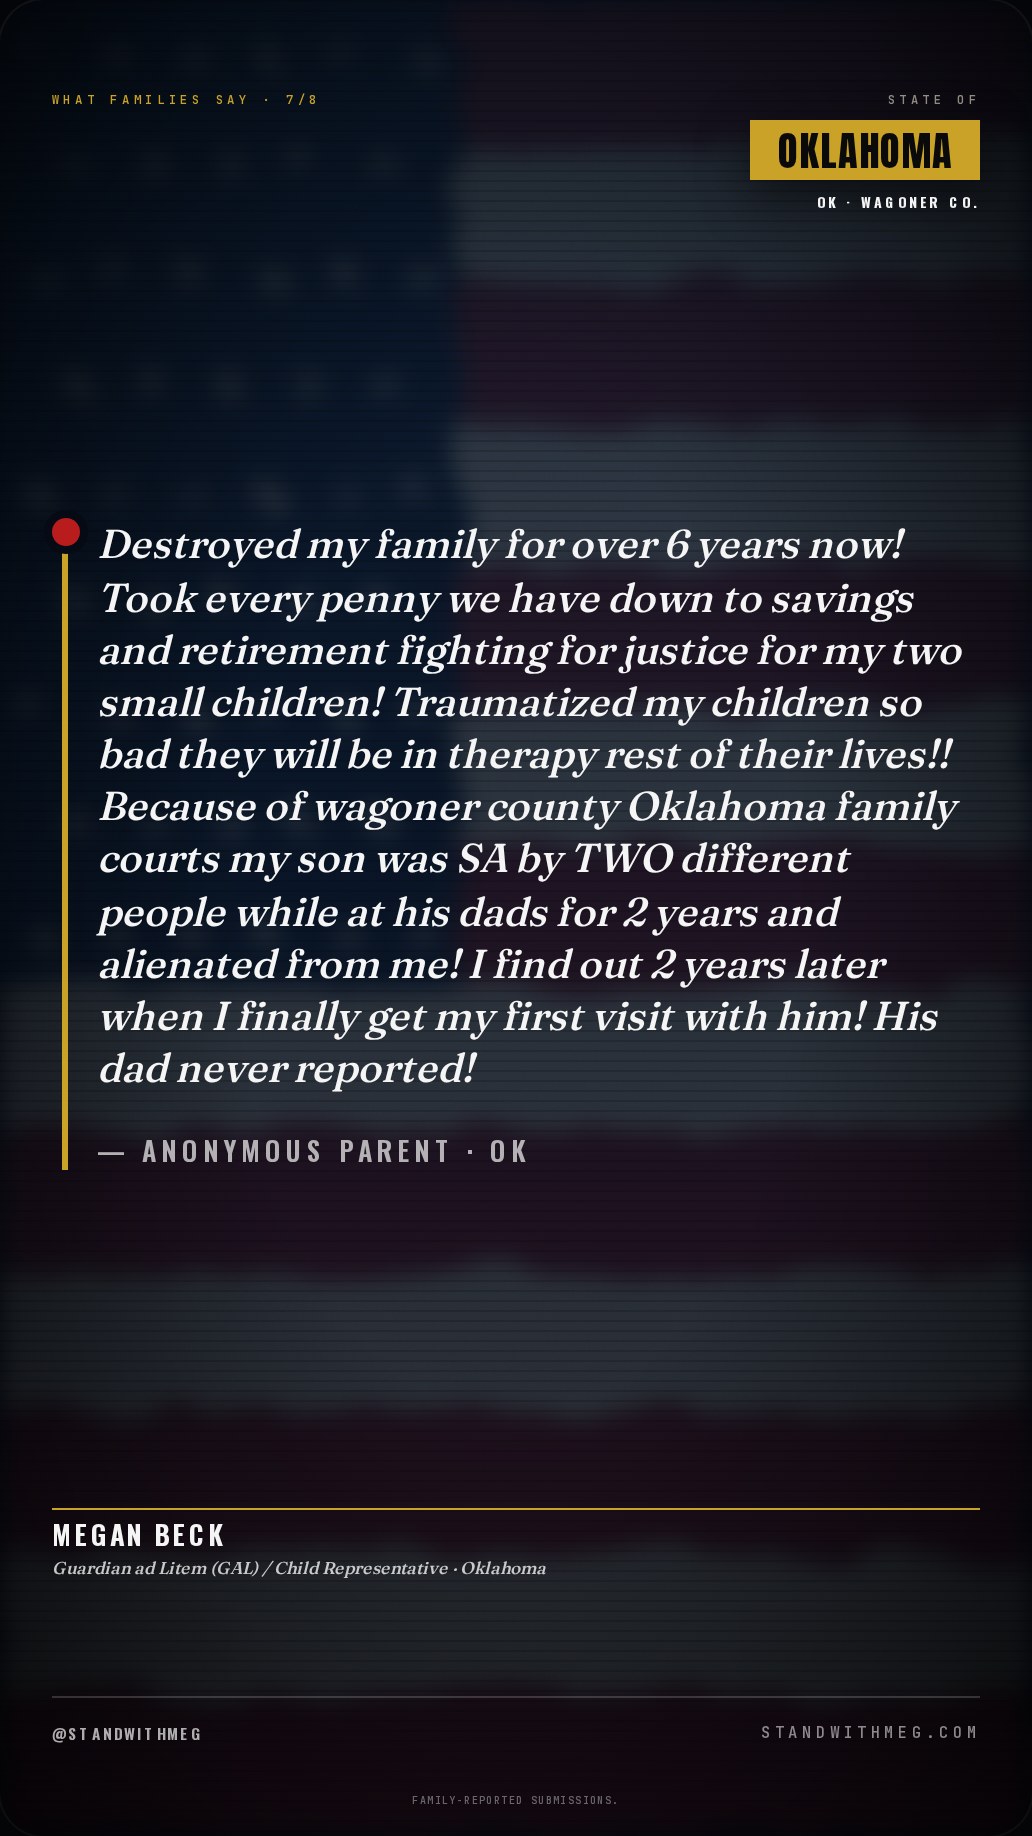 WHAT FAMILIES SAY · 7/8
STATE OF
OKLAHOMA
OK · WAGONER CO.
Destroyed my family for over 6 years now!
Took every penny we have down to savings
and retirement fighting for justice for my two
small children! Traumatized my children so
bad they will be in therapy rest of their lives!!
Because of wagoner county Oklahoma family
courts my son was SA by TWO different
people while at his dads for 2 years and
alienated from me! I find out 2 years later
when I finally get my first visit with him! His
dad never reported!
— ANONYMOUS PARENT · OK
MEGAN BECK
Guardian ad Litem (GAL) / Child Representative · Oklahoma
@STANDWITHMEG
STANDWITHMEG.COM
FAMILY-REPORTED SUBMISSIONS.